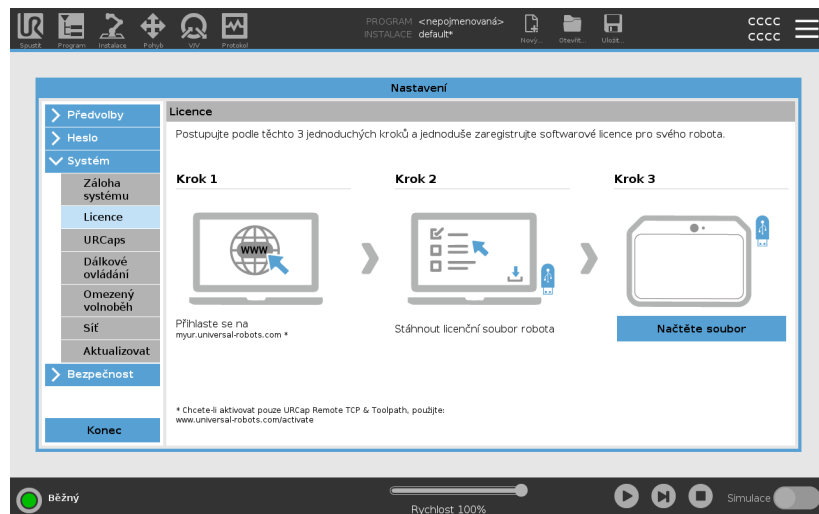 UR
PROGRAM <nepojmenovaná>
INSTALACE default*
cccc
cccc
Spustit Program Instalace Pohyb V/V Protokol Nový... Otevřít... Uložit...
Nastavení
Předvolby
Heslo
Systém
Záloha
systému
Licence
URCaps
Dálkové
ovládání
Omezený
volnoběh
Síť
Aktualizovat
Bezpečnost
Konec
Licence
Postupujte podle těchto 3 jednoduchých kroků a jednoduše zaregistrujte softwarové licence pro svého robota.
Krok 1
WWW
Přihlaste se na
myur.universal-robots.com *
Krok 2
Stáhnout licenční soubor robota
Krok 3
Načtěte soubor
* Chcete-li aktivovat pouze URCap Remote TCP & Toolpath, použijte:
www.universal-robots.com/activate
Běžný
Rychlost 100%
Simulace